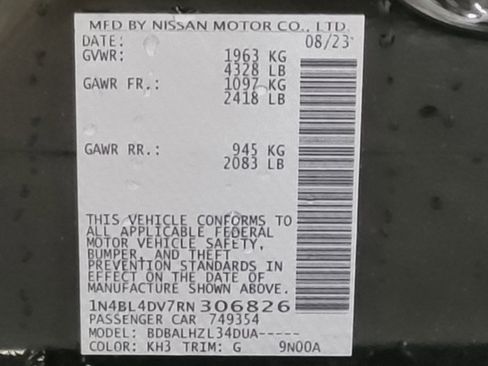 MFD BY NISSAN MOTOR CO., LTD.
DATE: 08/23
GVWR: 1963 KG
4328 LB
GAWR FR.: 1097 KG
2418 LB
GAWR RR.: 945 KG
2083 LB
THIS VEHICLE CONFORMS TO
ALL APPLICABLE FEDERAL
MOTOR VEHICLE SAFETY,
BUMPER, AND THEFT
PREVENTION STANDARDS IN
EFFECT ON THE DATE OF
MANUFACTURE SHOWN ABOVE.
1N4BL4DV7RN306826
PASSENGER CAR 749354
MODEL: BDBALHZL34DUA-----
COLOR: KH3 TRIM: G 9N00A